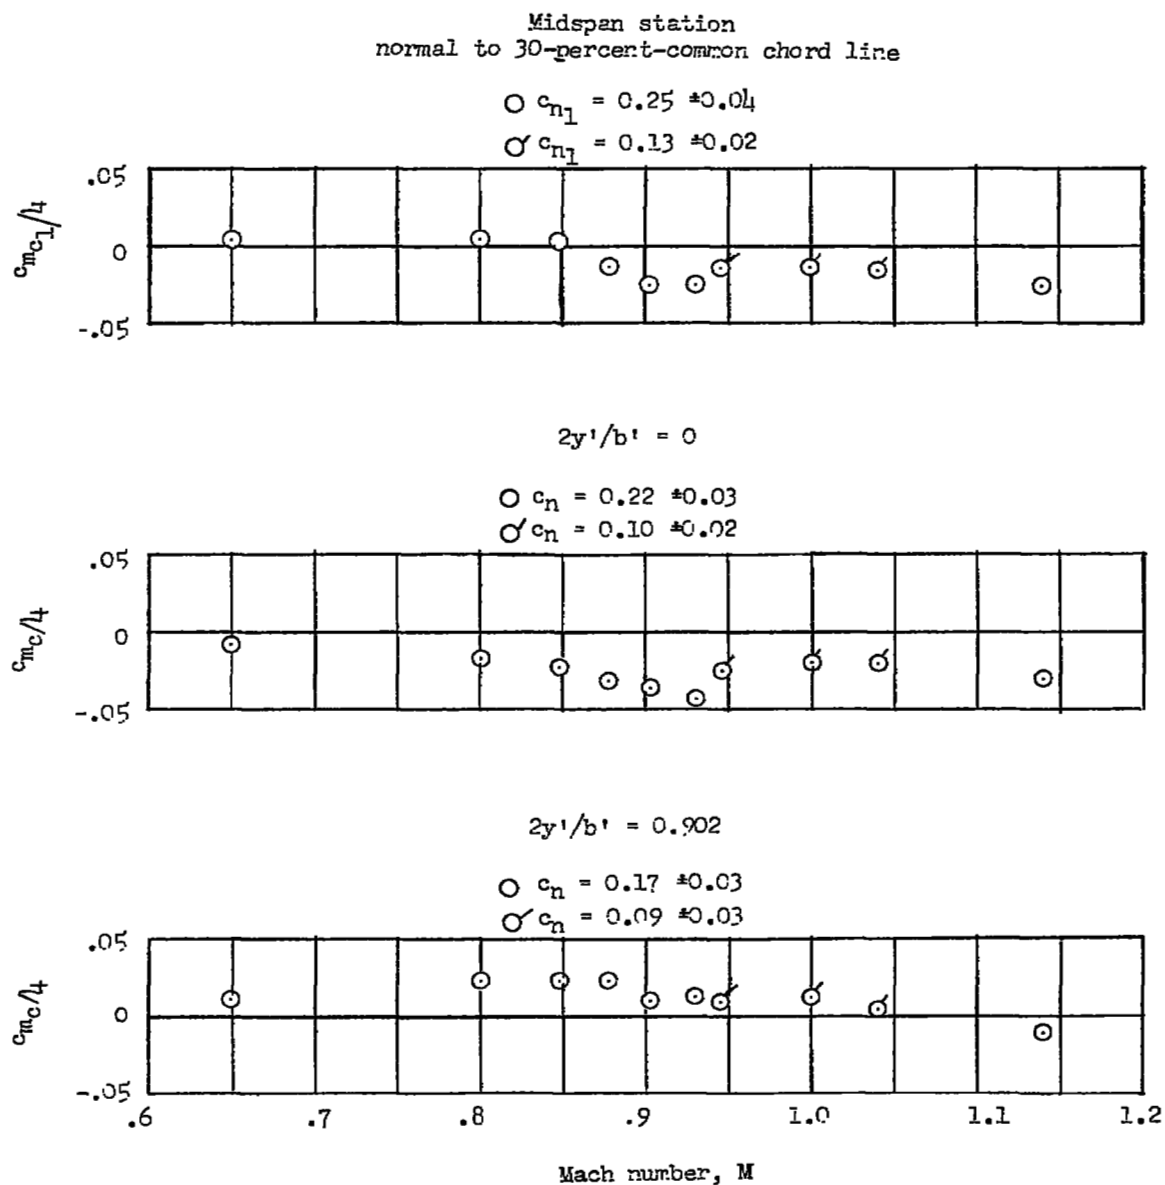 Midspan station
normal to 30-percent-common chord line
c_{n_1} = 0.25 ±0.04
c_{n_1} = 0.13 ±0.02
.05
c_{m_{c_1}/4}
0
-.05
2y'/b' = 0
c_n = 0.22 ±0.03
c_n = 0.10 ±0.02
.05
c_{m_c/4}
0
-.05
2y'/b' = 0.902
c_n = 0.17 ±0.03
c_n = 0.09 ±0.03
.05
c_{m_c/4}
0
-.05
.6 .7 .8 .9 1.0 1.1 1.2
Mach number, M